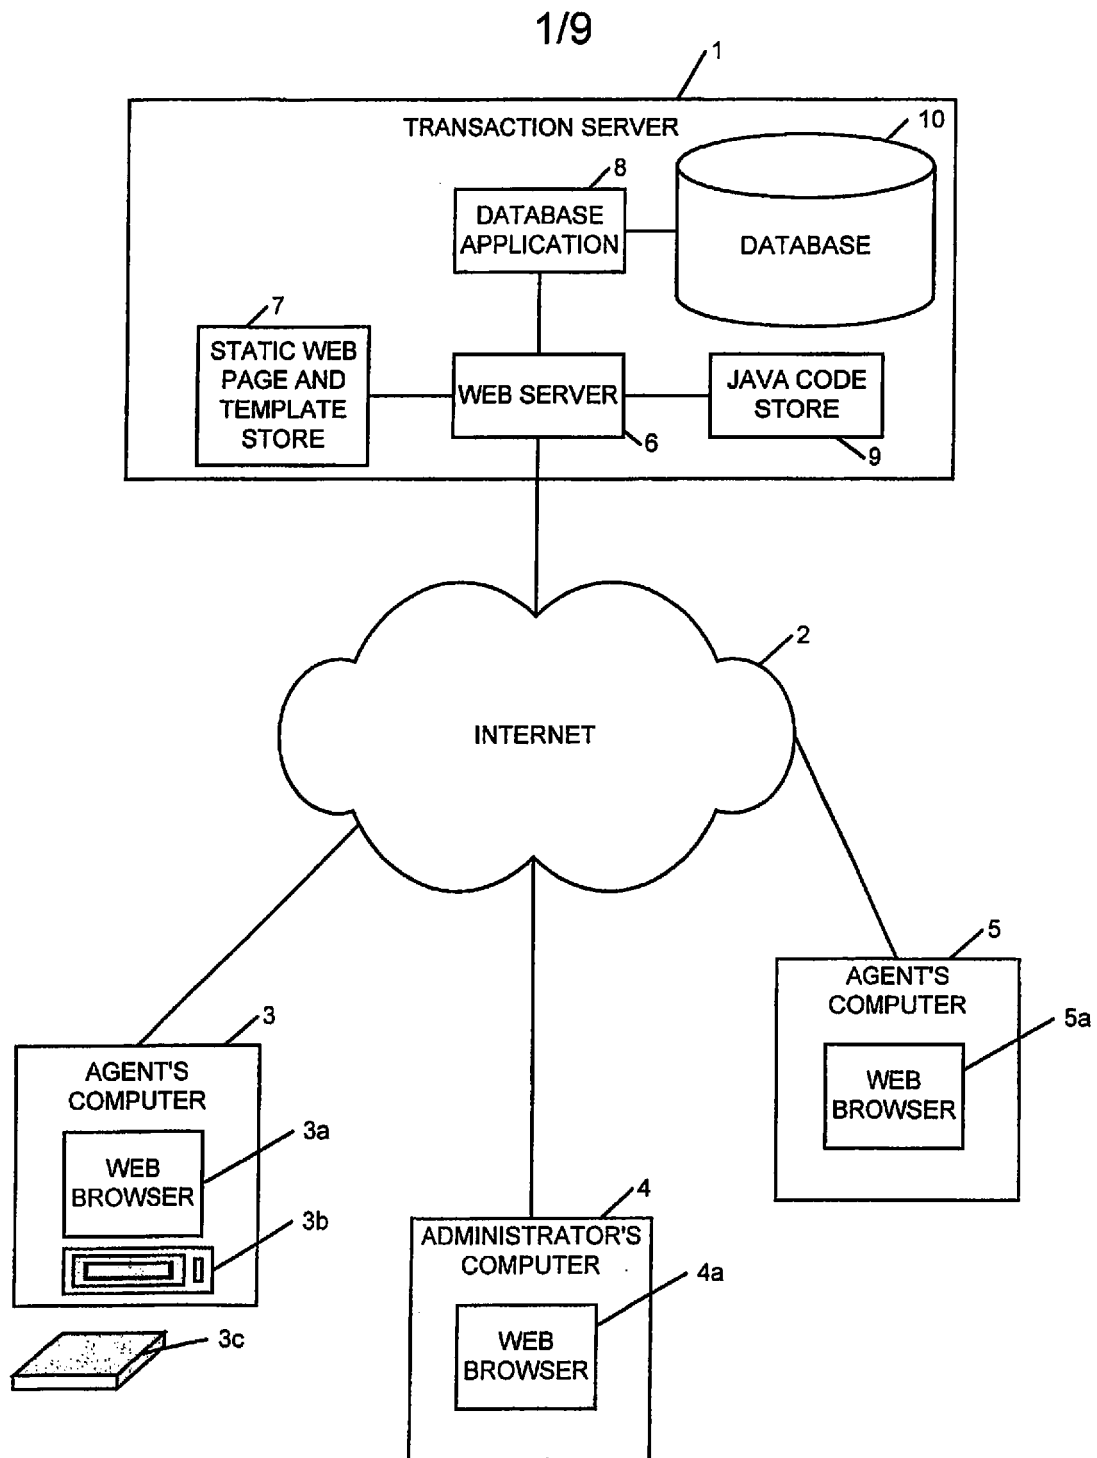 1/9
1
TRANSACTION SERVER
10
8
DATABASE
APPLICATION
DATABASE
7
STATIC WEB
PAGE AND
TEMPLATE
STORE
WEB SERVER
6
JAVA CODE
STORE
9
2
INTERNET
5
AGENT'S
COMPUTER
5a
WEB
BROWSER
3
AGENT'S
COMPUTER
3a
WEB
BROWSER
3b
3c
4
ADMINISTRATOR'S
COMPUTER
4a
WEB
BROWSER